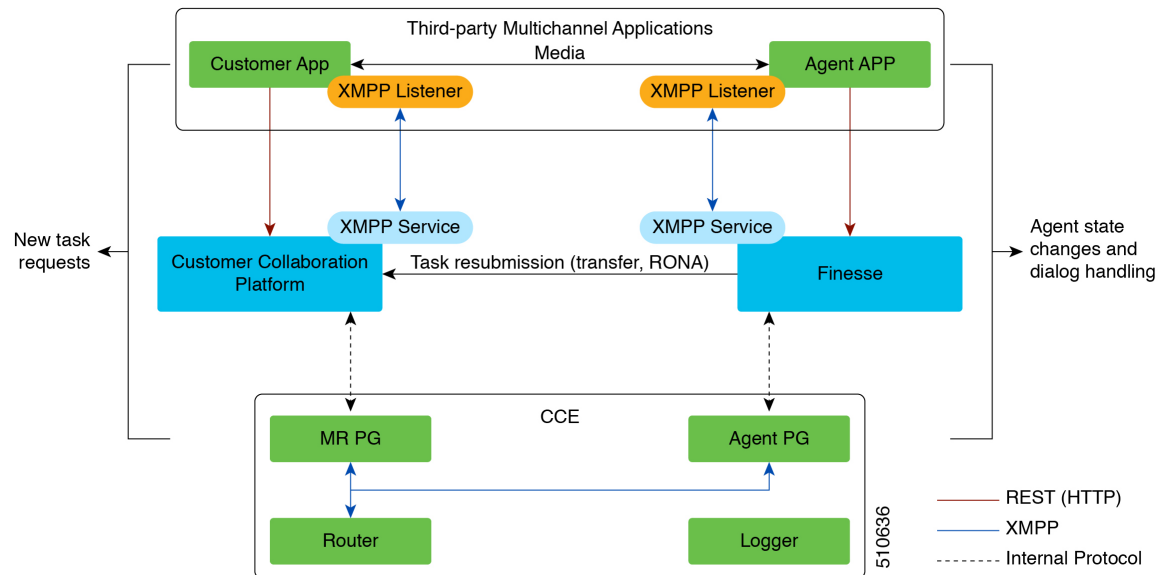 Third-party Multichannel Applications
Media
Customer App
Agent APP
XMPP Listener
XMPP Listener
XMPP Service
XMPP Service
New task
requests
Customer Collaboration
Platform
Task resubmission (transfer, RONA)
Finesse
Agent state
changes and
dialog handling
CCE
MR PG
Agent PG
Router
Logger
510636
REST (HTTP)
XMPP
Internal Protocol